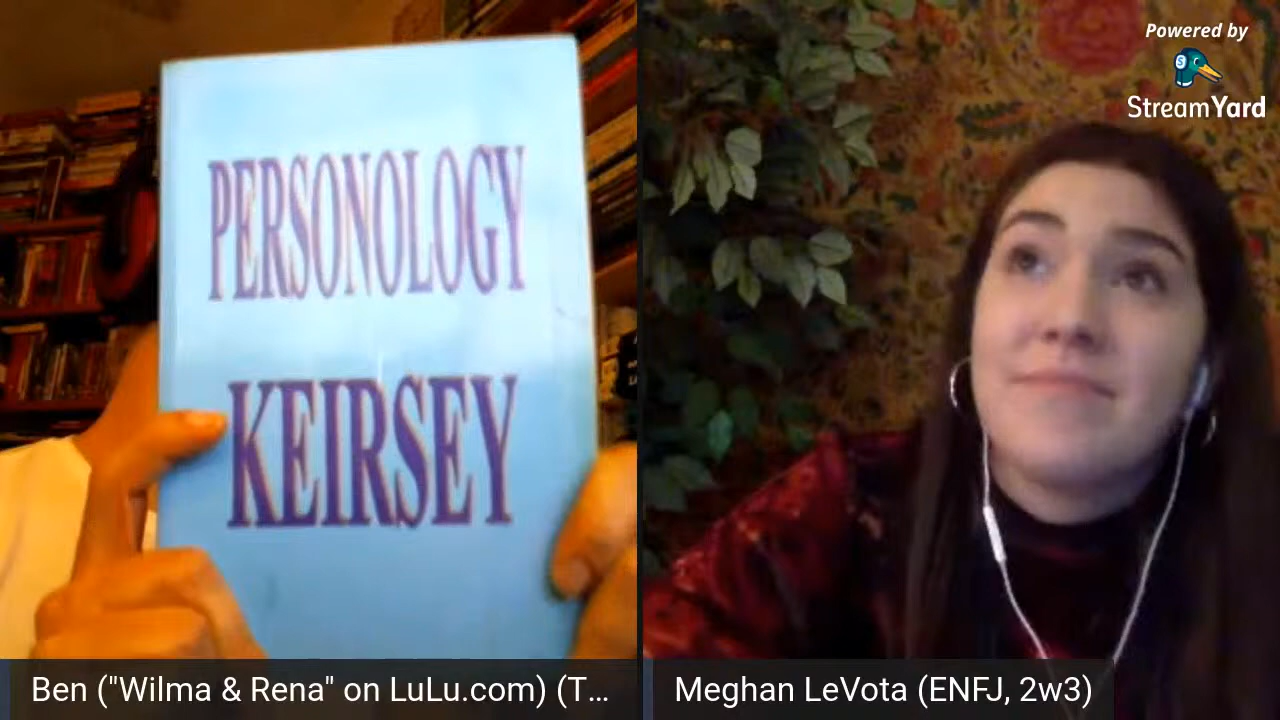 PERSONOLOGY
KEIRSEY
Powered by
StreamYard
Ben ("Wilma & Rena" on LuLu.com) (T...
Meghan LeVota (ENFJ, 2w3)